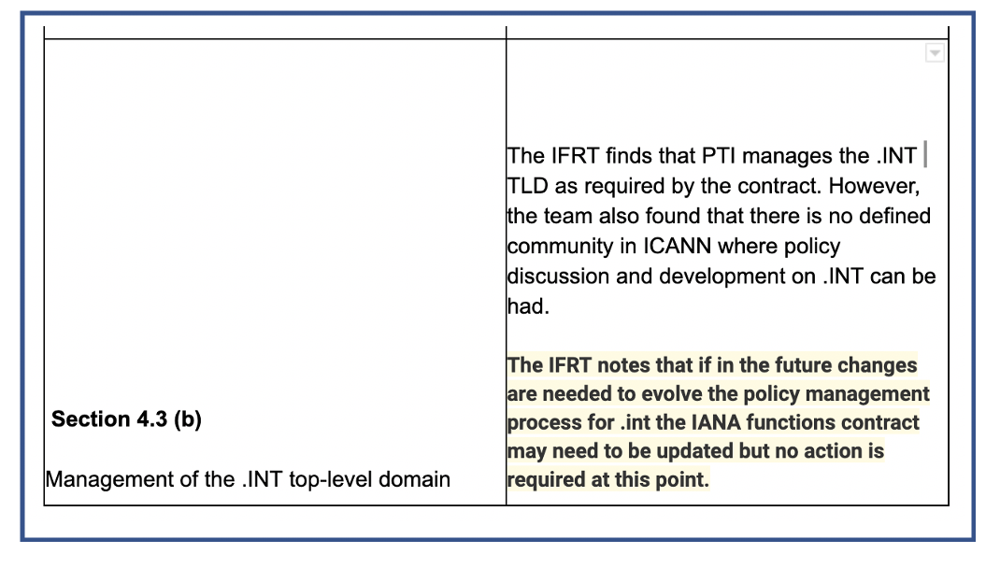 The IFRT finds that PTI manages the .INT
TLD as required by the contract. However,
the team also found that there is no defined
community in ICANN where policy
discussion and development on .INT can be
had.
The IFRT notes that if in the future changes
are needed to evolve the policy management
process for .int the IANA functions contract
may need to be updated but no action is
required at this point.
Section 4.3 (b)
Management of the .INT top-level domain